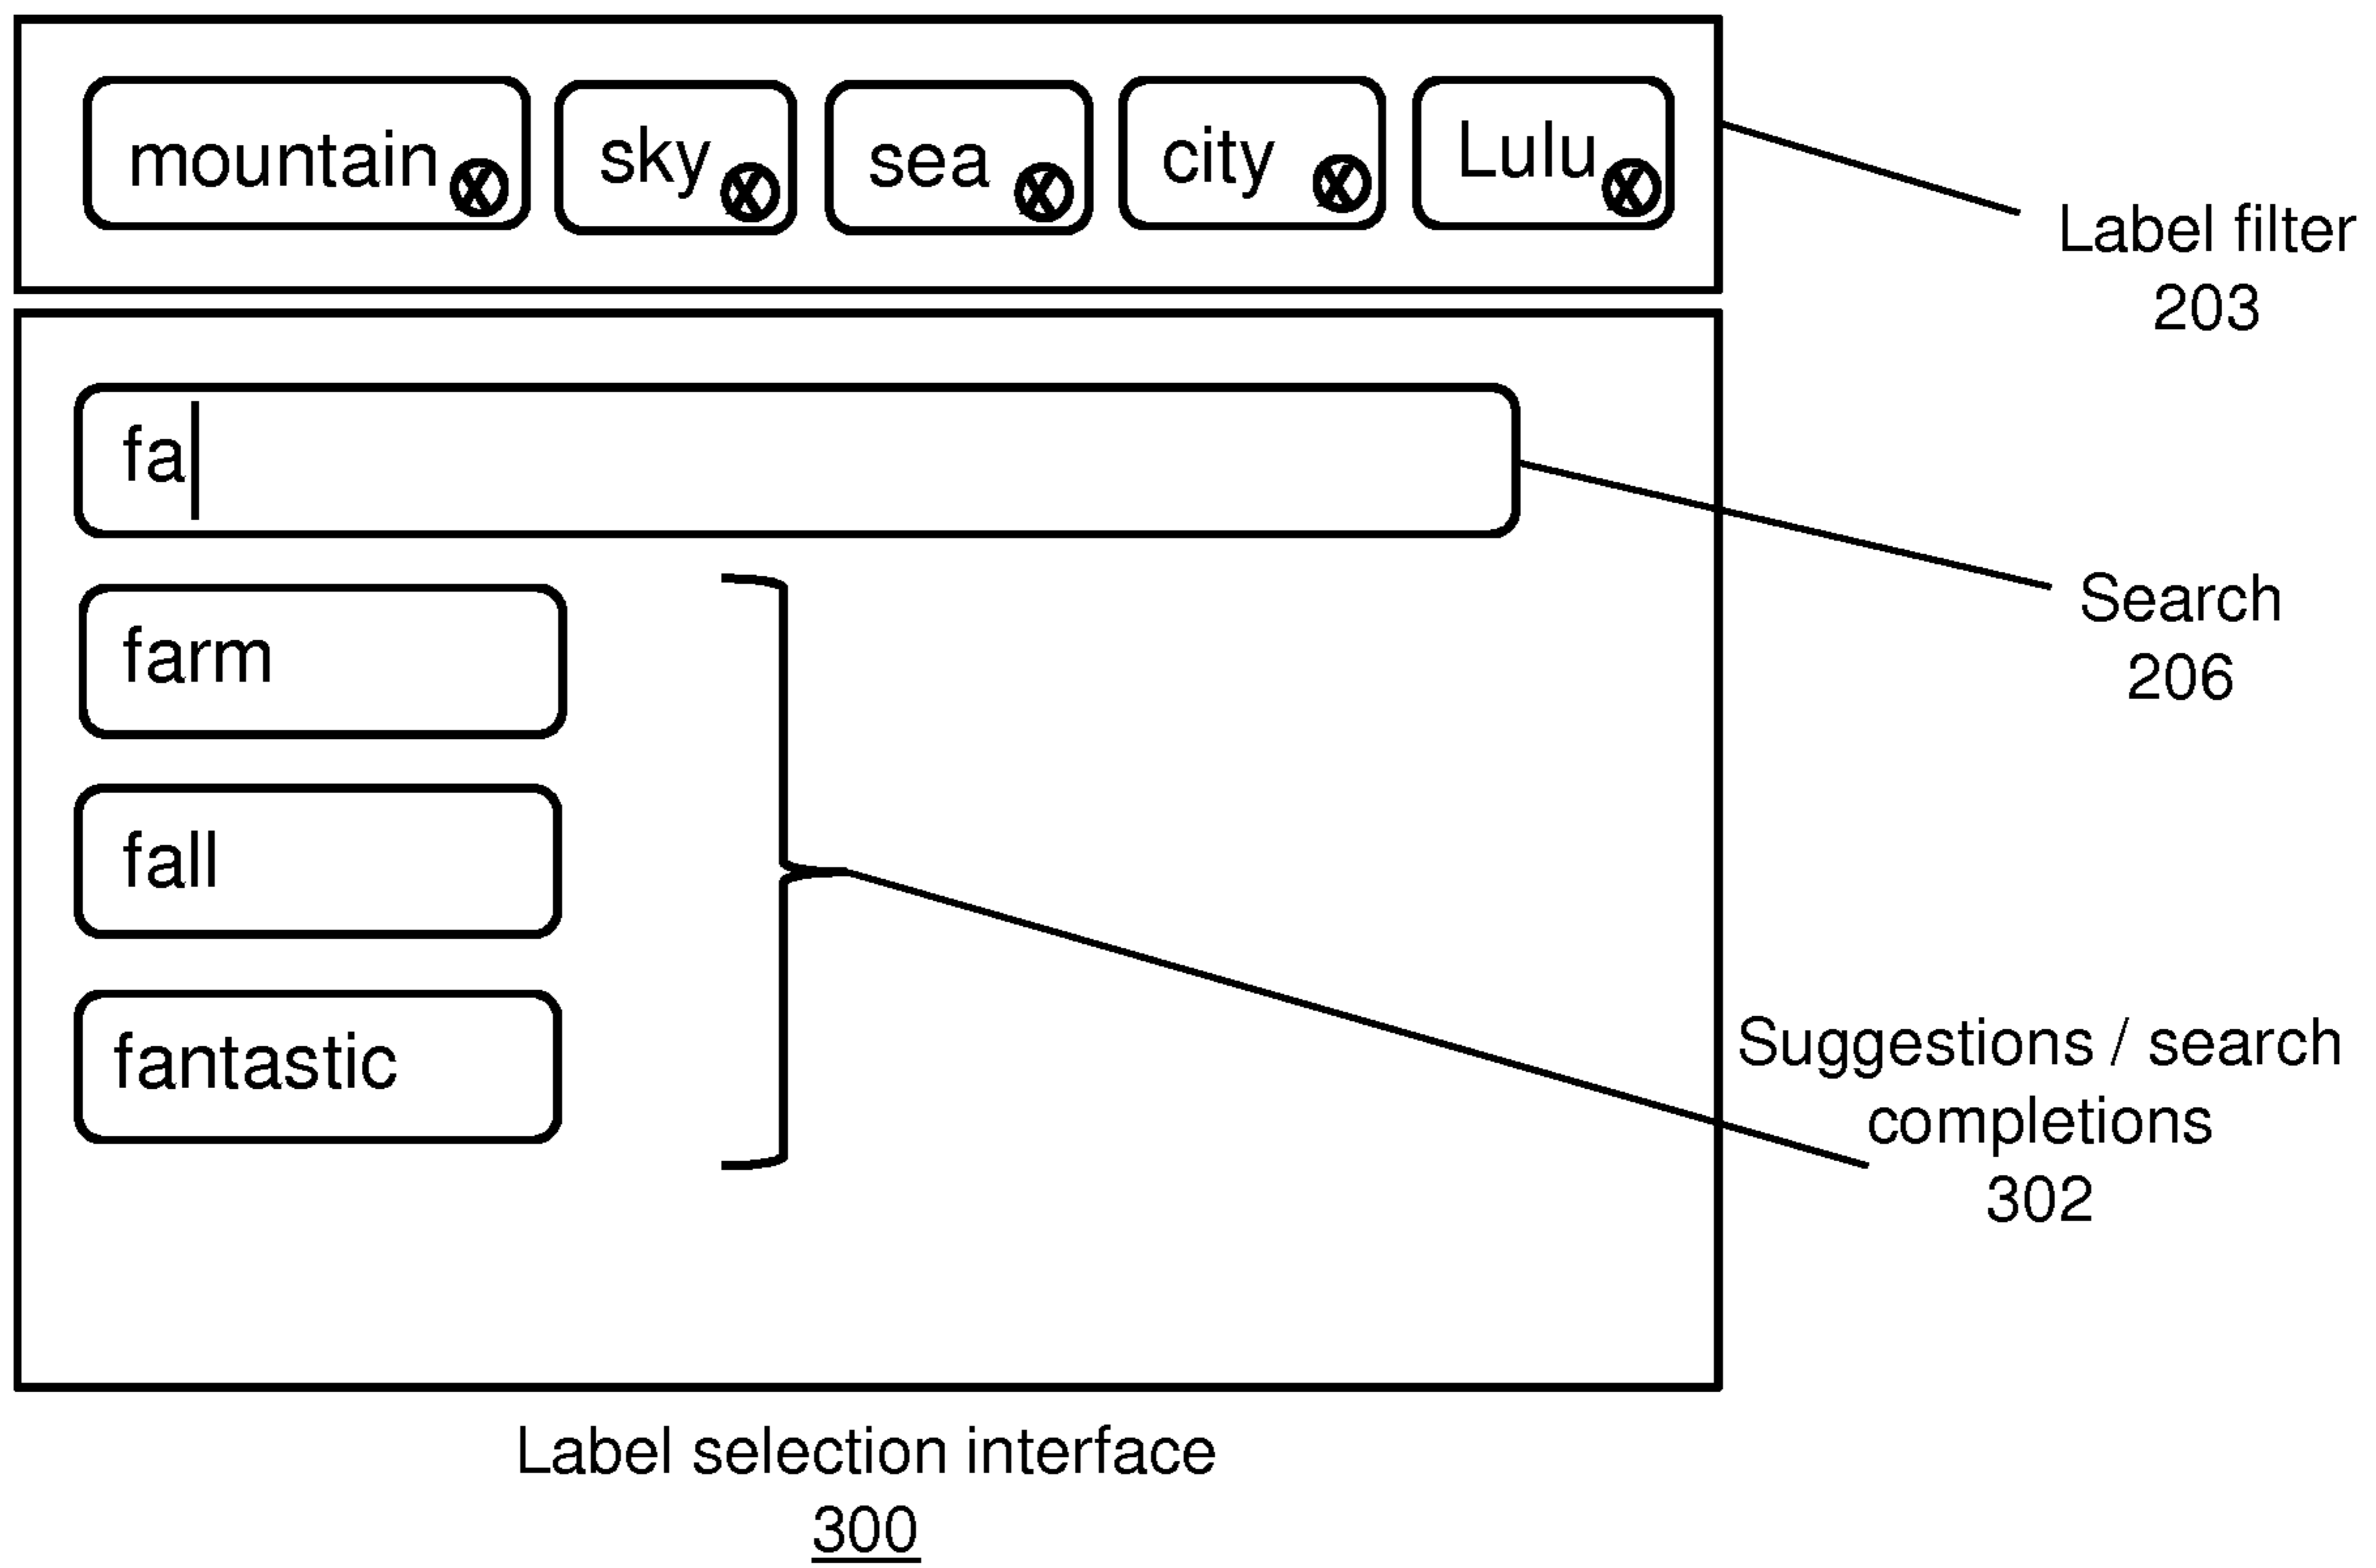 mountain sky sea city Lulu
Label filter
203
fa
Search
206
farm
fall
fantastic
Suggestions / search
completions
302
Label selection interface
300